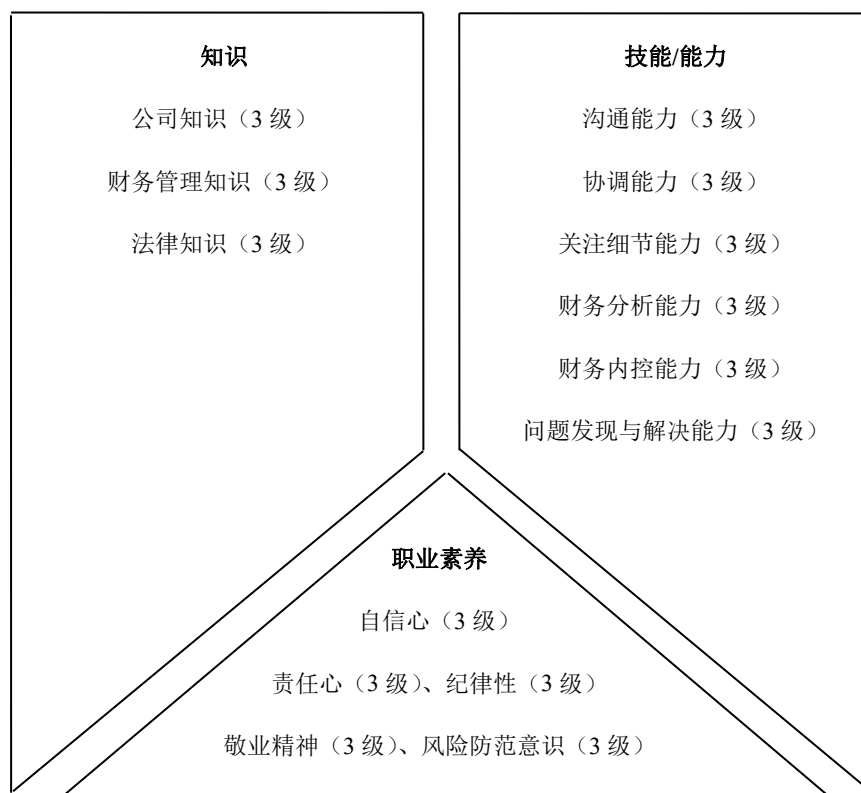 知识
公司知识（3 级）
财务管理知识（3 级）
法律知识（3 级）
技能/能力
沟通能力（3 级）
协调能力（3 级）
关注细节能力（3 级）
财务分析能力（3 级）
财务内控能力（3 级）
问题发现与解决能力（3 级）
职业素养
自信心（3 级）
责任心（3 级）、纪律性（3 级）
敬业精神（3 级）、风险防范意识（3 级）